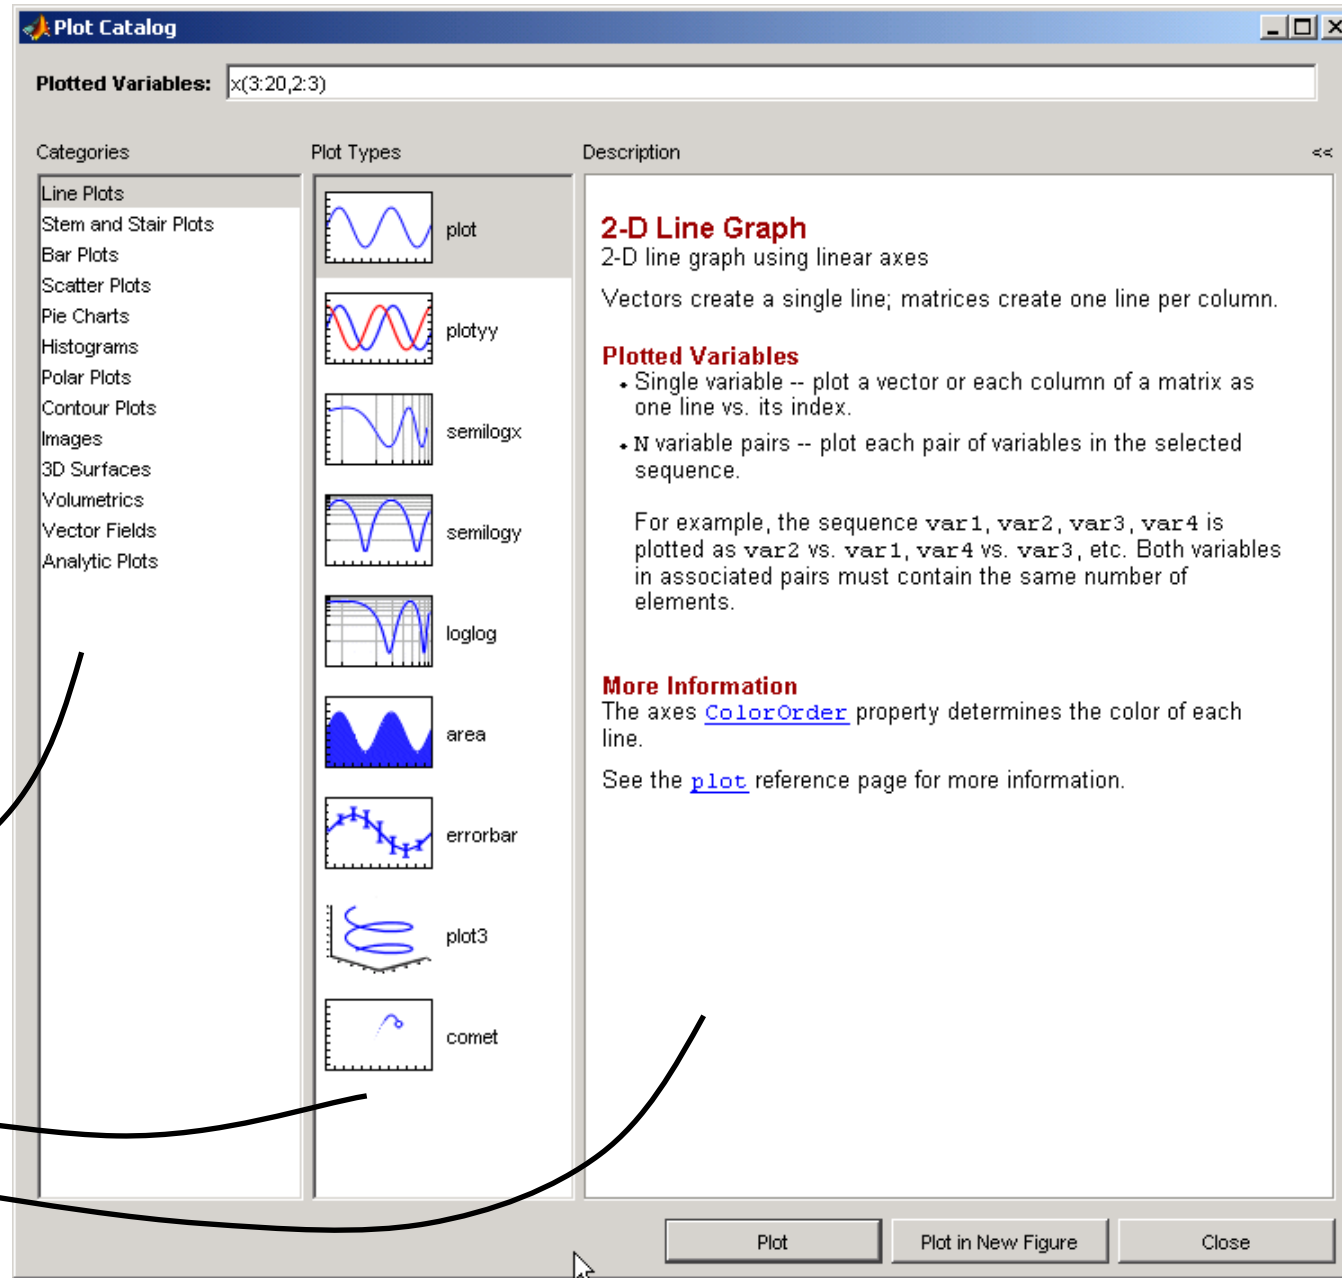 Plot Catalog
Plotted Variables: x(3:20,2:3)
Categories
Plot Types
Description
<<
Line Plots
Stem and Stair Plots
Bar Plots
Scatter Plots
Pie Charts
Histograms
Polar Plots
Contour Plots
Images
3D Surfaces
Volumetrics
Vector Fields
Analytic Plots
plot
plotyy
semilogx
semilogy
loglog
area
errorbar
plot3
comet
2-D Line Graph
2-D line graph using linear axes
Vectors create a single line; matrices create one line per column.
Plotted Variables
• Single variable -- plot a vector or each column of a matrix as
one line vs. its index.
• N variable pairs -- plot each pair of variables in the selected
sequence.
For example, the sequence var1, var2, var3, var4 is
plotted as var2 vs. var1, var4 vs. var3, etc. Both variables
in associated pairs must contain the same number of
elements.
More Information
The axes ColorOrder property determines the color of each
line.
See the plot reference page for more information.
Plot
Plot in New Figure
Close